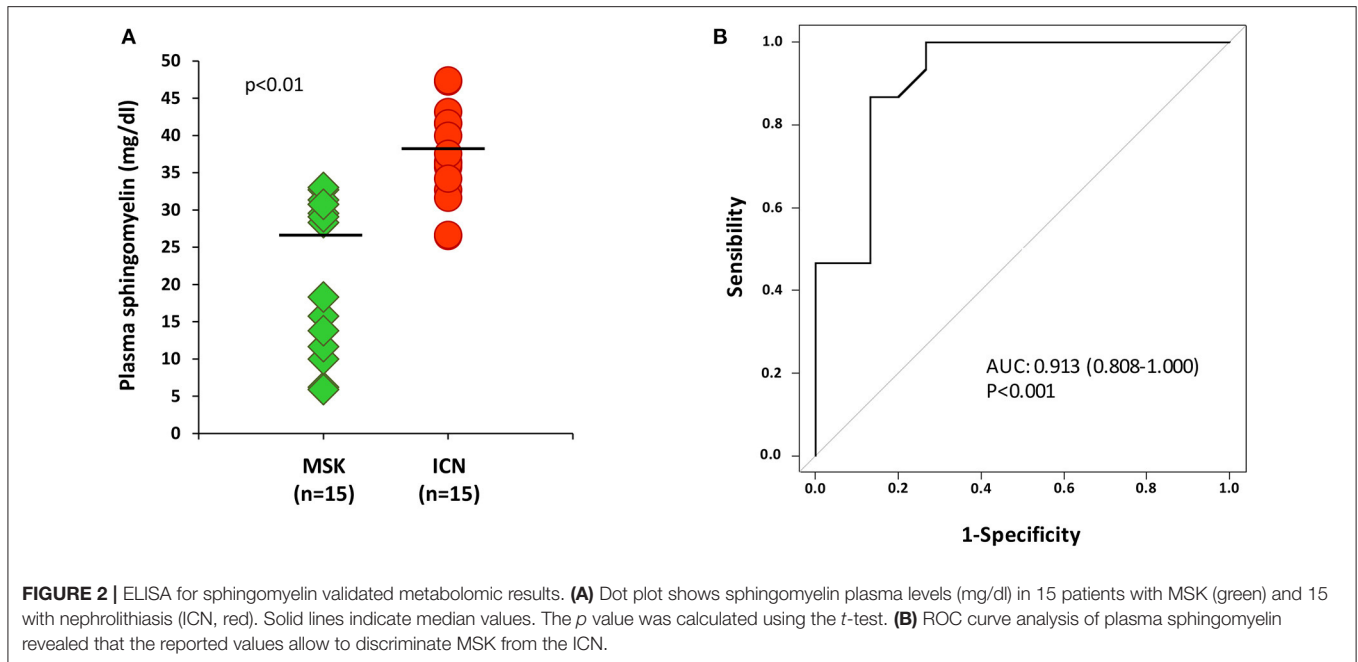 A
50
45
40
35
30
25
20
15
10
5
0
Plasma sphingomyelin (mg/dl)
p<0.01
MSK
(n=15)
ICN
(n=15)
B
1.0
0.8
0.6
0.4
0.2
0.0
Sensibility
AUC: 0.913 (0.808-1.000)
P<0.001
0.0 0.2 0.4 0.6 0.8 1.0
1-Specificity
FIGURE 2 | ELISA for sphingomyelin validated metabolomic results. (A) Dot plot shows sphingomyelin plasma levels (mg/dl) in 15 patients with MSK (green) and 15
with nephrolithiasis (ICN, red). Solid lines indicate median values. The p value was calculated using the t-test. (B) ROC curve analysis of plasma sphingomyelin
revealed that the reported values allow to discriminate MSK from the ICN.